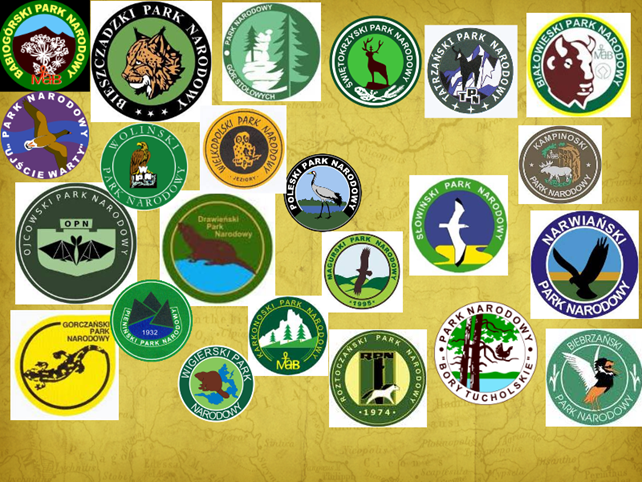 BABIOGÓRSKI PARK NARODOWY
MaB
BIESZCZADZKI PARK NARODOWY
PARK NARODOWY
GÓR STOŁOWYCH
ŚWIĘTOKRZYSKI PARK NARODOWY
TATRZAŃSKI PARK NARODOWY
TPN
BIAŁOWIESKI PARK NARODOWY
MaB
PARK NARODOWY
"UJŚCIE WARTY"
WOLIŃSKI
PARK NARODOWY
WIELKOPOLSKI PARK NARODOWY
JEZIORY
POLESKI PARK NARODOWY
KAMPINOSKI
PARK NARODOWY
OJCOWSKI PARK NARODOWY
OPN
Drawieński
Park
Narodowy
MAGURSKI PARK NARODOWY
1995
SŁOWIŃSKI PARK NARODOWY
NARWIAŃSKI
PARK NARODOWY
GORCZAŃSKI
PARK
NARODOWY
1932
PIENIŃSKI PARK NARODOWY
WIGIERSKI PARK
NARODOWY
KARKONOSKI PARK NARODOWY
MaB
ROZTOCZAŃSKI PARK NARODOWY
RPN
1974
PARK NARODOWY
BORY TUCHOLSKIE
BIEBRZAŃSKI
PARK NARODOWY